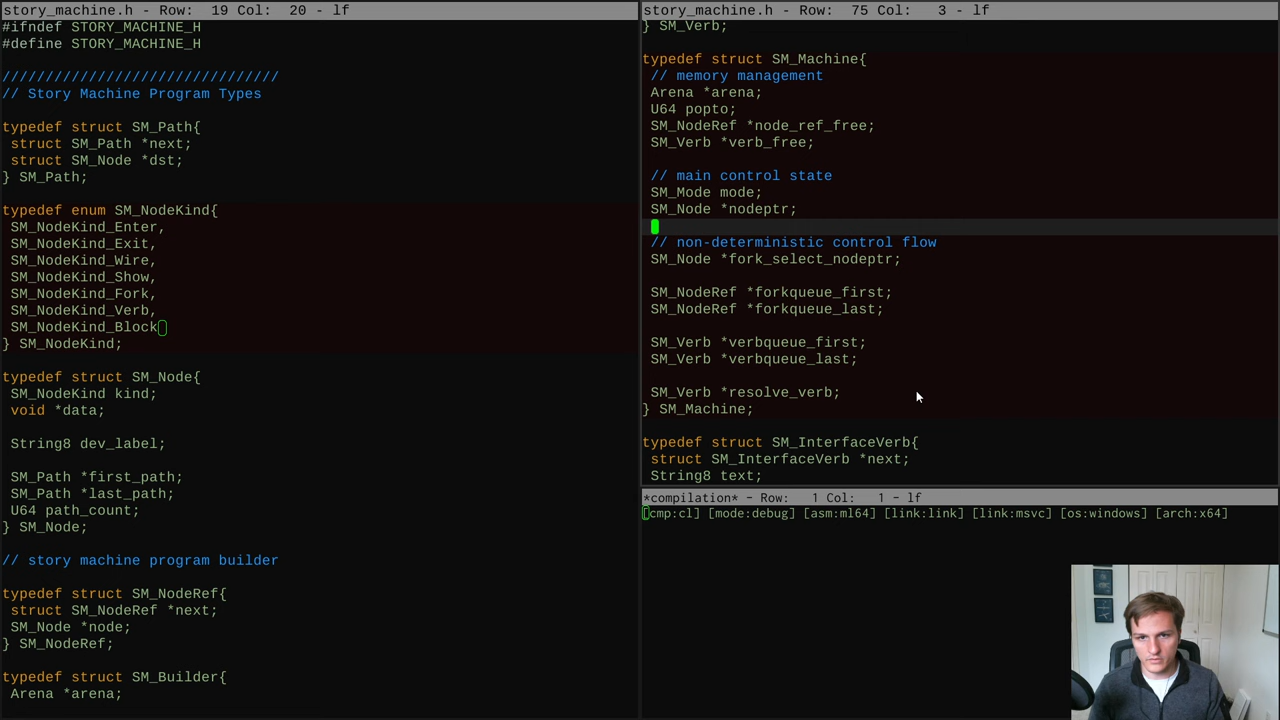 story_machine.h - Row:  19 Col:  20 - lf
#ifndef STORY_MACHINE_H
#define STORY_MACHINE_H
////////////////////////////////
// Story Machine Program Types
typedef struct SM_Path{
 struct SM_Path *next;
 struct SM_Node *dst;
} SM_Path;
typedef enum SM_NodeKind{
 SM_NodeKind_Enter,
 SM_NodeKind_Exit,
 SM_NodeKind_Wire,
 SM_NodeKind_Show,
 SM_NodeKind_Fork,
 SM_NodeKind_Verb,
 SM_NodeKind_Block
} SM_NodeKind;
typedef struct SM_Node{
 SM_NodeKind kind;
 void *data;
 String8 dev_label;
 SM_Path *first_path;
 SM_Path *last_path;
 U64 path_count;
} SM_Node;
// story machine program builder
typedef struct SM_NodeRef{
 struct SM_NodeRef *next;
 SM_Node *node;
} SM_NodeRef;
typedef struct SM_Builder{
 Arena *arena;
story_machine.h - Row:  75 Col:   3 - lf
} SM_Verb;
typedef struct SM_Machine{
 // memory management
 Arena *arena;
 U64 popto;
 SM_NodeRef *node_ref_free;
 SM_Verb *verb_free;
 // main control state
 SM_Mode mode;
 SM_Node *nodeptr;
 // non-deterministic control flow
 SM_Node *fork_select_nodeptr;
 SM_NodeRef *forkqueue_first;
 SM_NodeRef *forkqueue_last;
 SM_Verb *verbqueue_first;
 SM_Verb *verbqueue_last;
 SM_Verb *resolve_verb;
} SM_Machine;
typedef struct SM_InterfaceVerb{
 struct SM_InterfaceVerb *next;
 String8 text;
*compilation* - Row:   1 Col:   1 - lf
[cmp:cl] [mode:debug] [asm:ml64] [link:link] [link:msvc] [os:windows] [arch:x64]